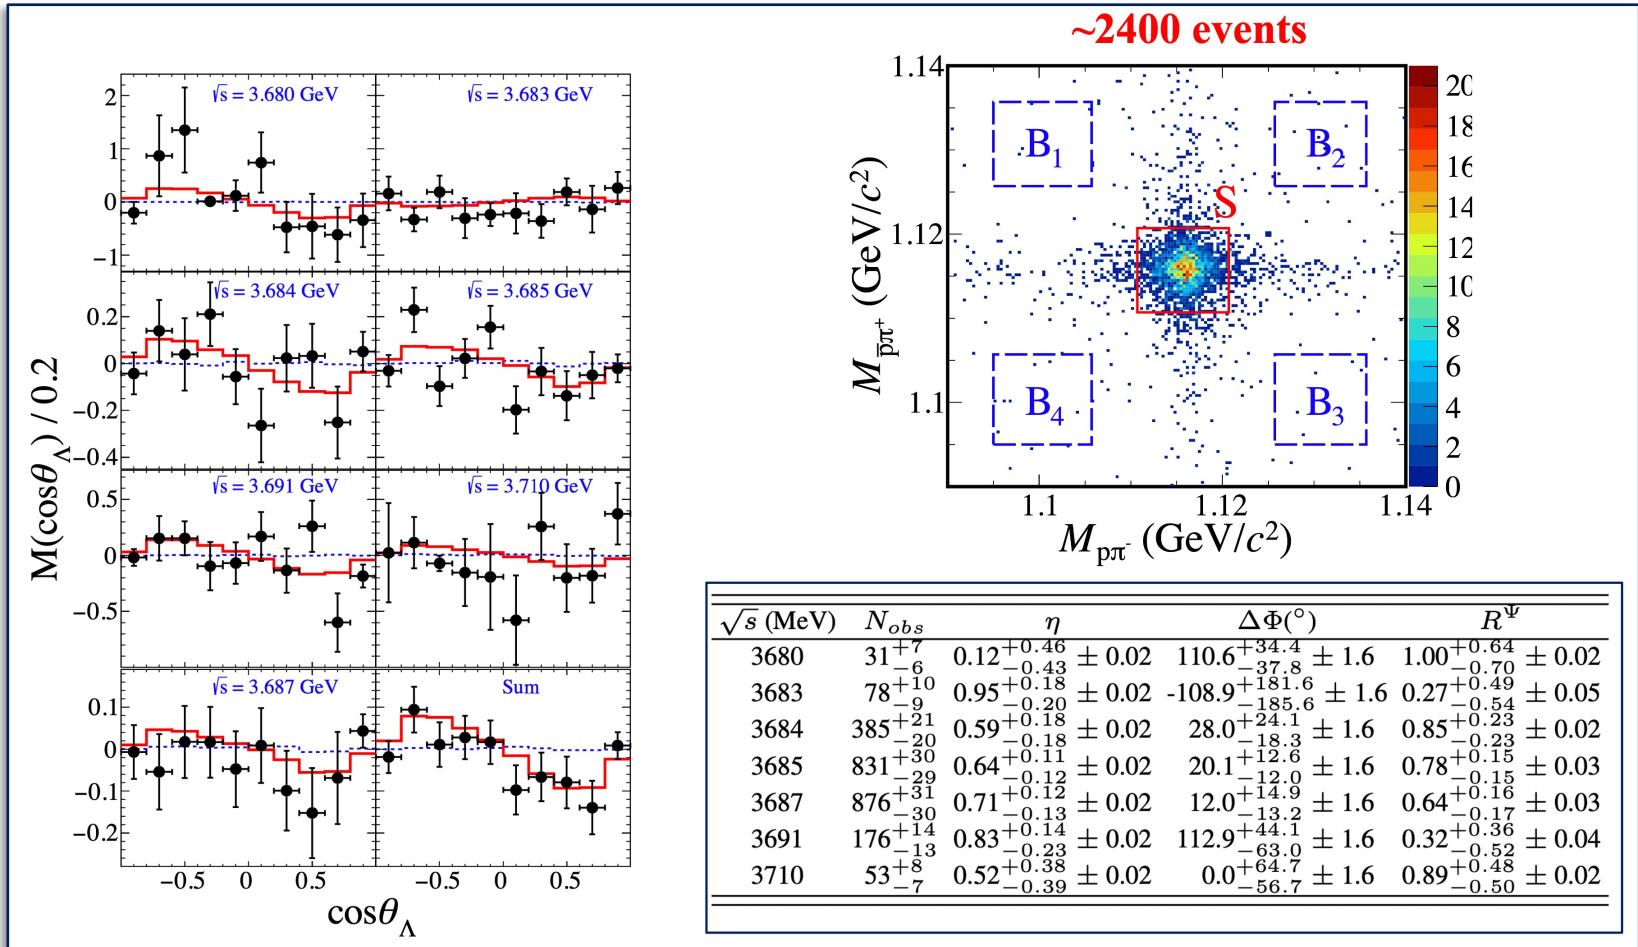 ~2400 events
M(cosθ_Λ) / 0.2
√s = 3.680 GeV
√s = 3.683 GeV
2
1
0
−1
√s = 3.684 GeV
√s = 3.685 GeV
0.2
0
−0.2
−0.4
√s = 3.691 GeV
√s = 3.710 GeV
0.5
0
−0.5
√s = 3.687 GeV
Sum
0.1
0
−0.1
−0.2
−0.5 0 0.5 −0.5 0 0.5
cosθ_Λ
M_p̄π⁺ (GeV/c²)
1.14
1.12
1.1
B₁
B₂
S
B₄
B₃
20
18
16
14
12
10
8
6
4
2
0
1.1 1.12 1.14
M_pπ⁻ (GeV/c²)
√s (MeV) N_obs η ΔΦ(°) R^Ψ
3680 31 +7 −6 0.12 +0.46 −0.43 ± 0.02 110.6 +34.4 −37.8 ± 1.6 1.00 +0.64 −0.70 ± 0.02
3683 78 +10 −9 0.95 +0.18 −0.20 ± 0.02 -108.9 +181.6 −185.6 ± 1.6 0.27 +0.49 −0.54 ± 0.05
3684 385 +21 −20 0.59 +0.18 −0.18 ± 0.02 28.0 +24.1 −18.3 ± 1.6 0.85 +0.23 −0.23 ± 0.02
3685 831 +30 −29 0.64 +0.11 −0.12 ± 0.02 20.1 +12.6 −12.0 ± 1.6 0.78 +0.15 −0.15 ± 0.03
3687 876 +31 −30 0.71 +0.12 −0.13 ± 0.02 12.0 +14.9 −13.2 ± 1.6 0.64 +0.16 −0.17 ± 0.03
3691 176 +14 −13 0.83 +0.14 −0.23 ± 0.02 112.9 +44.1 −63.0 ± 1.6 0.32 +0.36 −0.52 ± 0.04
3710 53 +8 −7 0.52 +0.38 −0.39 ± 0.02 0.0 +64.7 −56.7 ± 1.6 0.89 +0.48 −0.50 ± 0.02